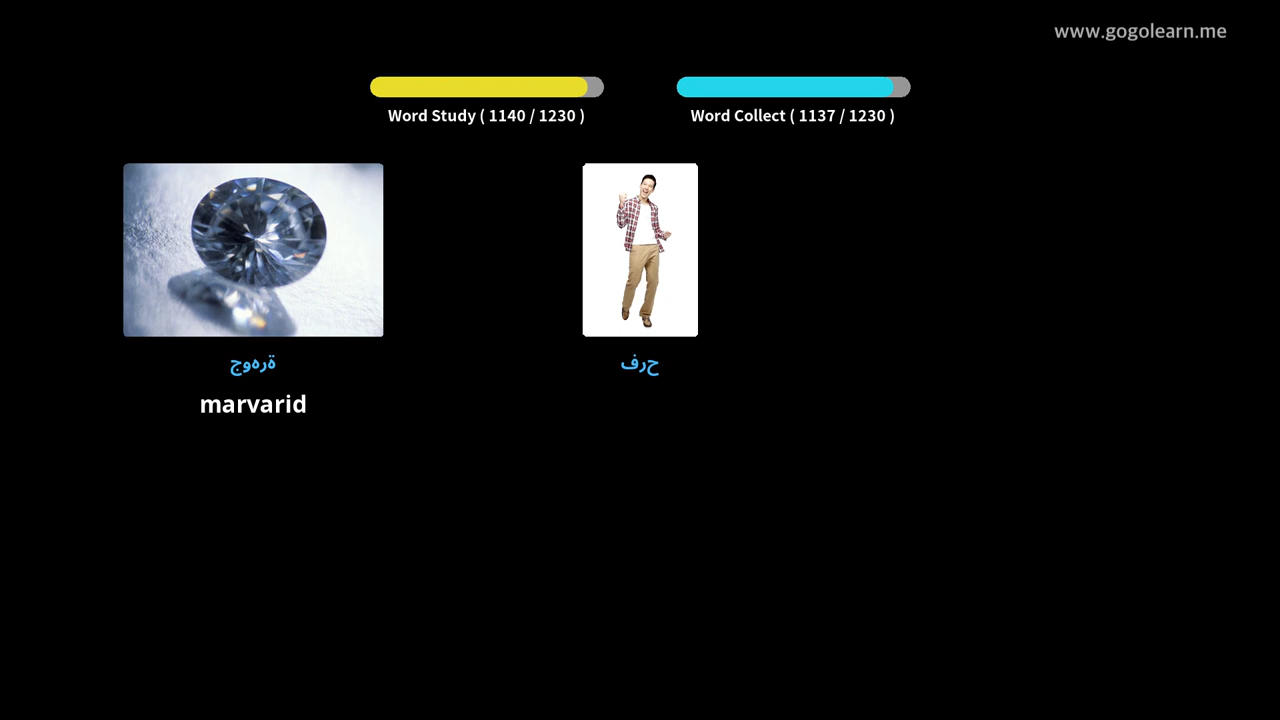 www.gogolearn.me
Word Study ( 1140 / 1230 )
Word Collect ( 1137 / 1230 )
ةرهوج
حرف
marvarid